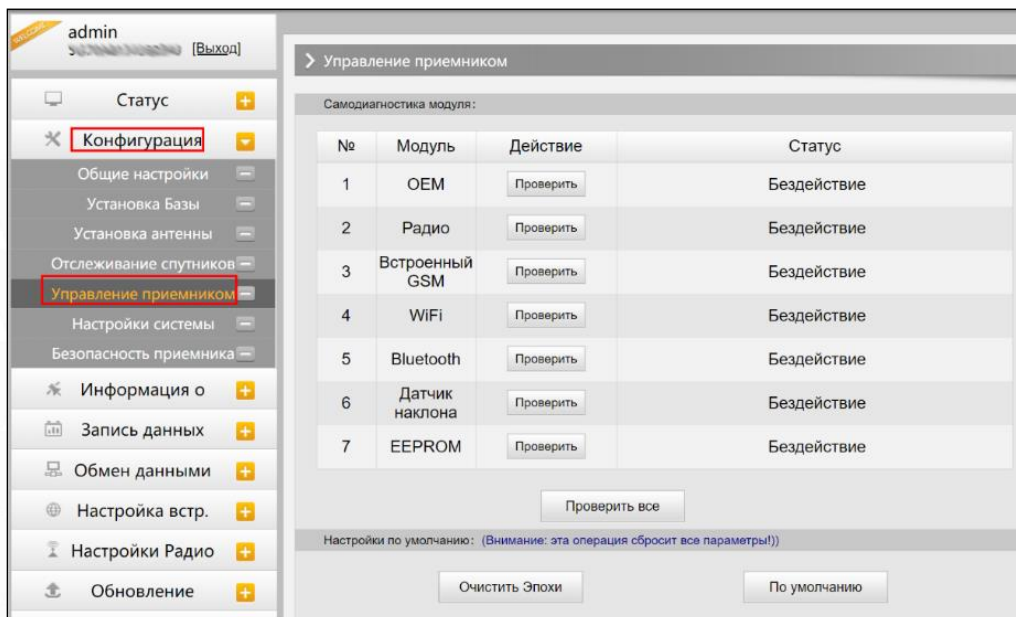 WELCOME
admin
[Выход]
Статус
Конфигурация
Общие настройки
Установка Базы
Установка антенны
Отслеживание спутников
Управление приемником
Настройки системы
Безопасность приемника
Информация о
Запись данных
Обмен данными
Настройка встр.
Настройки Радио
Обновление
Управление приемником
Самодиагностика модуля:
№ Модуль Действие Статус
1 OEM Проверить Бездействие
2 Радио Проверить Бездействие
3 Встроенный GSM Проверить Бездействие
4 WiFi Проверить Бездействие
5 Bluetooth Проверить Бездействие
6 Датчик наклона Проверить Бездействие
7 EEPROM Проверить Бездействие
Проверить все
Настройки по умолчанию: (Внимание: эта операция сбросит все параметры!))
Очистить Эпохи По умолчанию